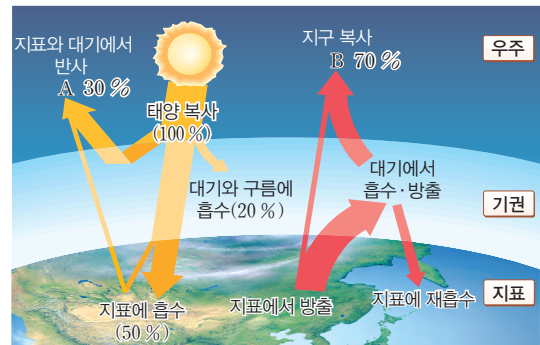 지표와 대기에서
반사
A 30 %
태양 복사
(100 %)
지구 복사
B 70 %
우주
대기와 구름에
흡수(20 %)
대기에서
흡수·방출
기권
지표에 흡수
(50 %)
지표에서 방출
지표에 재흡수
지표